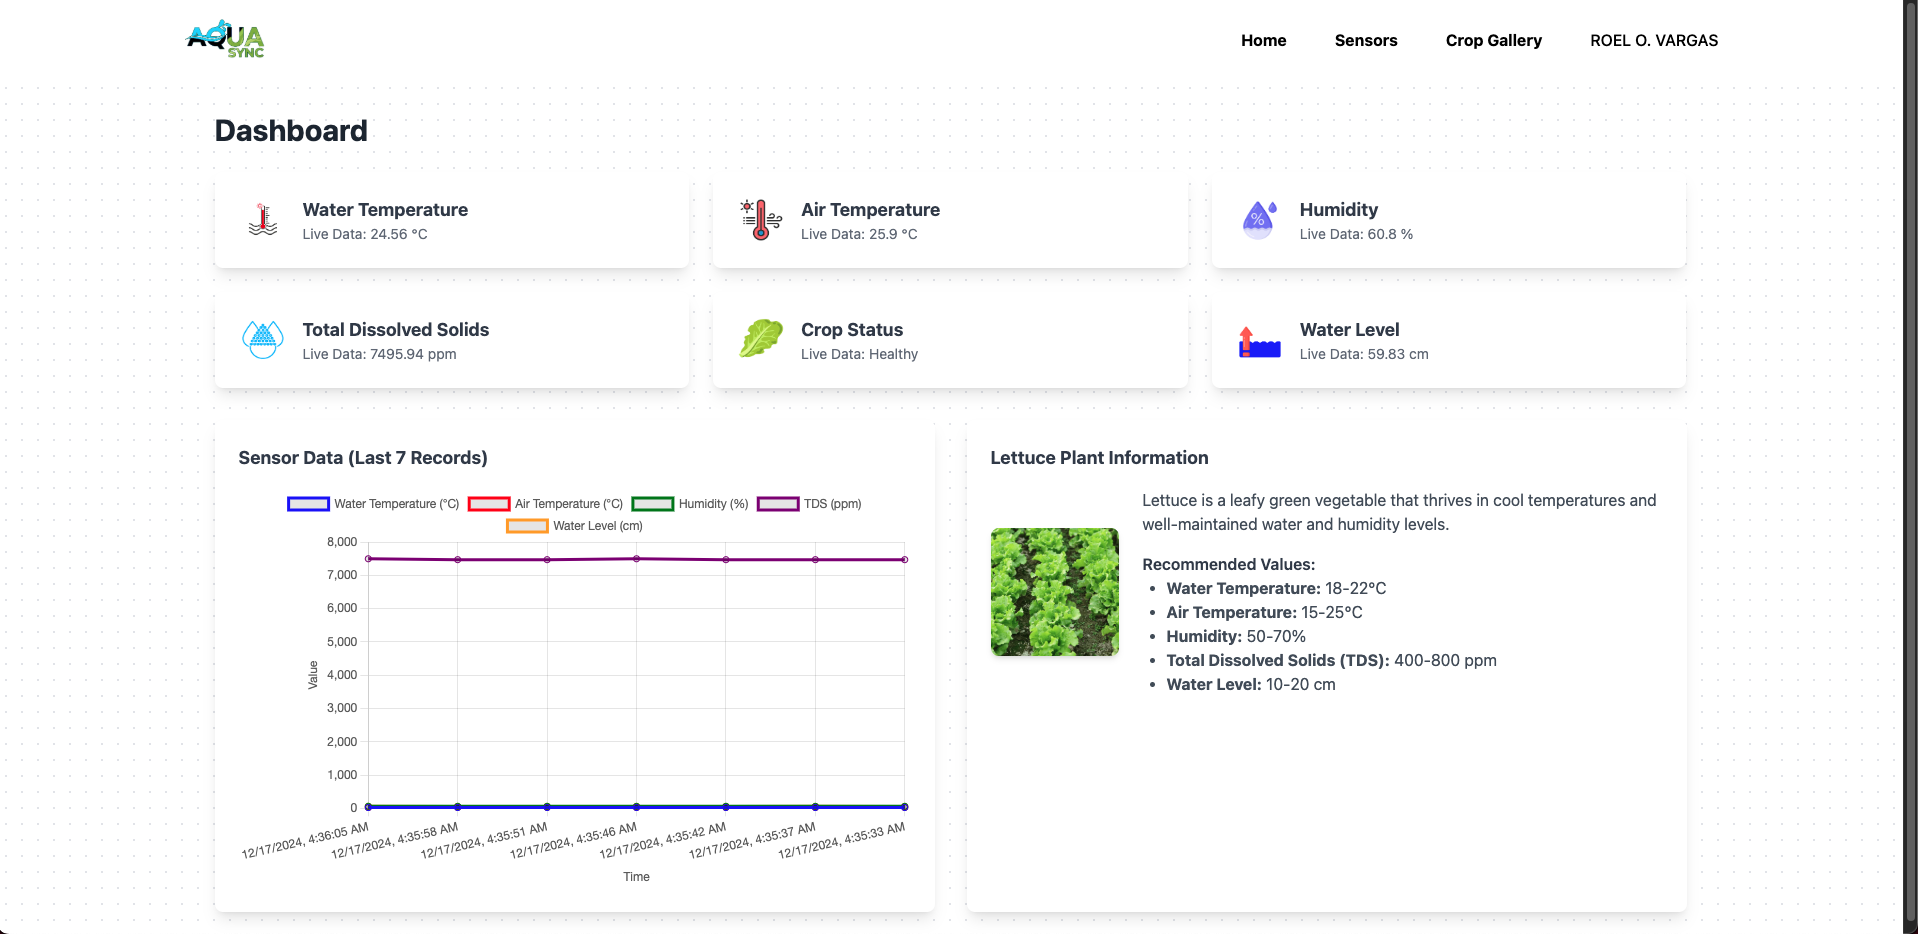 AQUA
SYNC
Home
Sensors
Crop Gallery
ROEL O. VARGAS
Dashboard
Water Temperature
Live Data: 24.56 °C
Air Temperature
Live Data: 25.9 °C
%
Humidity
Live Data: 60.8 %
Total Dissolved Solids
Live Data: 7495.94 ppm
Crop Status
Live Data: Healthy
Water Level
Live Data: 59.83 cm
Sensor Data (Last 7 Records)
Water Temperature (°C)
Air Temperature (°C)
Humidity (%)
TDS (ppm)
Water Level (cm)
8,000
7,000
6,000
5,000
4,000
3,000
2,000
1,000
0
Value
12/17/2024, 4:36:05 AM
12/17/2024, 4:35:58 AM
12/17/2024, 4:35:51 AM
12/17/2024, 4:35:46 AM
12/17/2024, 4:35:42 AM
12/17/2024, 4:35:37 AM
12/17/2024, 4:35:33 AM
Time
Lettuce Plant Information
Lettuce is a leafy green vegetable that thrives in cool temperatures and
well-maintained water and humidity levels.
Recommended Values:
• Water Temperature: 18-22°C
• Air Temperature: 15-25°C
• Humidity: 50-70%
• Total Dissolved Solids (TDS): 400-800 ppm
• Water Level: 10-20 cm